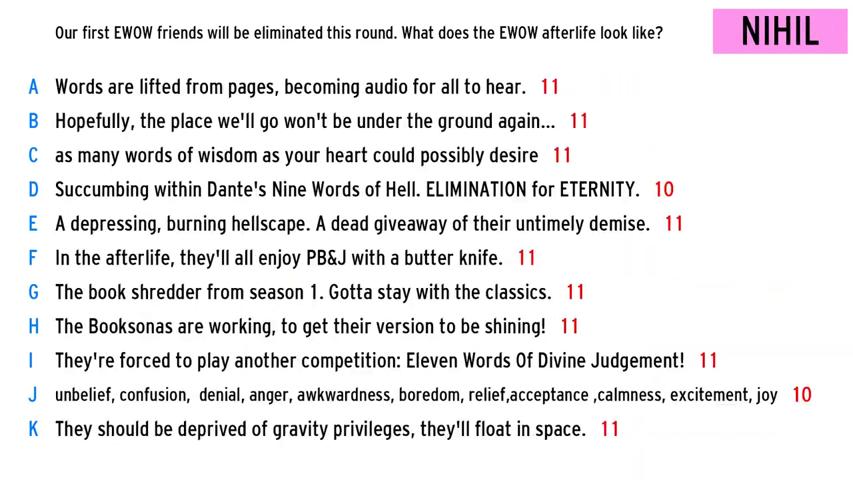 Our first EWOW friends will be eliminated this round. What does the EWOW afterlife look like?
NIHIL
A Words are lifted from pages, becoming audio for all to hear. 11
B Hopefully, the place we'll go won't be under the ground again... 11
C as many words of wisdom as your heart could possibly desire 11
D Succumbing within Dante's Nine Words of Hell. ELIMINATION for ETERNITY. 10
E A depressing, burning hellscape. A dead giveaway of their untimely demise. 11
F In the afterlife, they'll all enjoy PB&J with a butter knife. 11
G The book shredder from season 1. Gotta stay with the classics. 11
H The Booksonas are working, to get their version to be shining! 11
I They're forced to play another competition: Eleven Words Of Divine Judgement! 11
J unbelief, confusion,  denial, anger, awkwardness, boredom, relief,acceptance ,calmness, excitement, joy 10
K They should be deprived of gravity privileges, they'll float in space. 11